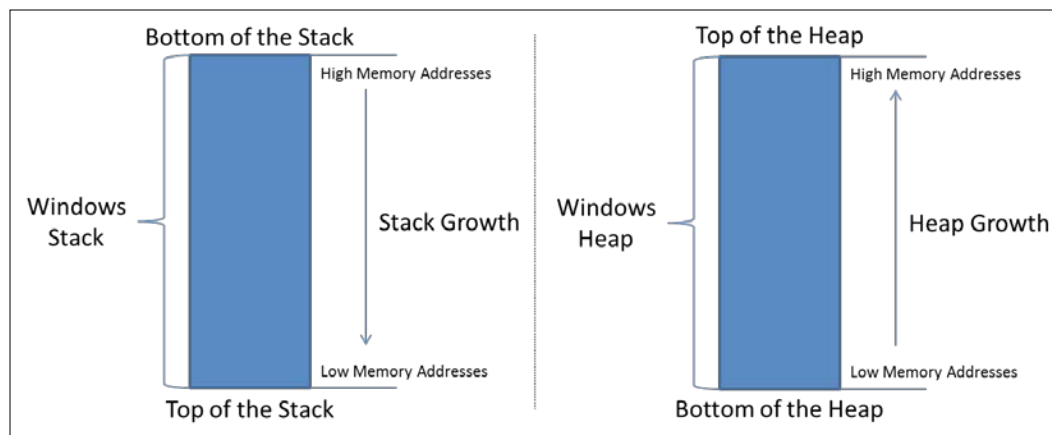 Bottom of the Stack
High Memory Addresses
Windows
Stack
Stack Growth
Low Memory Addresses
Top of the Stack
Top of the Heap
High Memory Addresses
Windows
Heap
Heap Growth
Low Memory Addresses
Bottom of the Heap